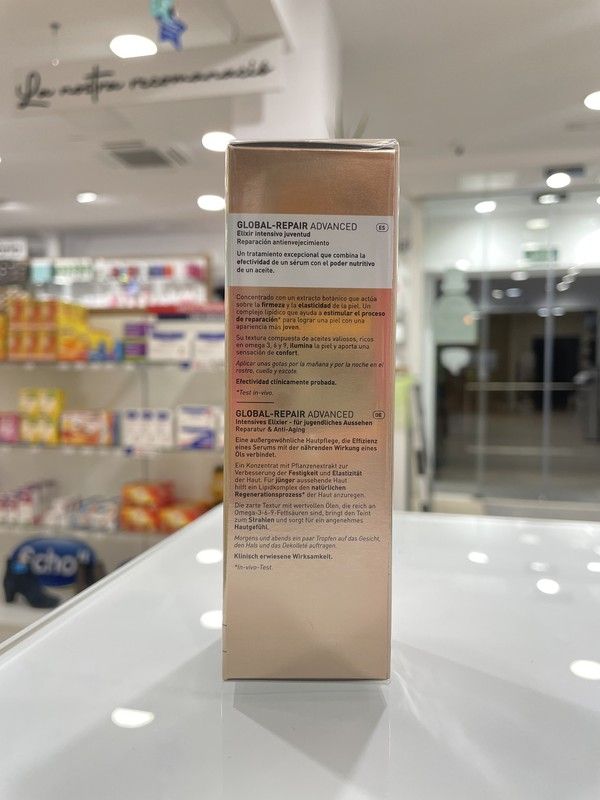 La nostra recomanació
GLOBAL-REPAIR ADVANCED ES
Elixir intensivo juventud
Reparación antienvejecimiento
Un tratamiento excepcional que combina la
efectividad de un sérum con el poder nutritivo
de un aceite.
Concentrado con un extracto botánico que actúa
sobre la firmeza y la elasticidad de la piel. Un
complejo lipídico que ayuda a estimular el proceso
de reparación* para lograr una piel con una
apariencia más joven.
Su textura compuesta de aceites valiosos, ricos
en omega 3, 6 y 9, ilumina la piel y aporta una
sensación de confort.
Aplicar unas gotas por la mañana y por la noche en el
rostro, cuello y escote.
Efectividad clínicamente probada.
*Test in-vivo.
GLOBAL-REPAIR ADVANCED DE
Intensives Elixier - für jugendliches Aussehen
Reparatur & Anti-Aging
Eine außergewöhnliche Hautpflege, die Effizienz
eines Serums mit der nährenden Wirkung eines
Öls verbindet.
Ein Konzentrat mit Pflanzenextrakt zur
Verbesserung der Festigkeit und Elastizität
der Haut. Für jünger aussehende Haut
hilft ein Lipidkomplex den natürlichen
Regenerationsprozess* der Haut anzuregen.
Die zarte Textur mit wertvollen Ölen, die reich an
Omega-3-6-9-Fettsäuren sind, bringt den Teint
zum Strahlen und sorgt für ein angenehmes
Hautgefühl.
Morgens und abends ein paar Tropfen auf das Gesicht,
den Hals und das Dekolleté auftragen.
Klinisch erwiesene Wirksamkeit.
*In-vivo-Test.
Scholl